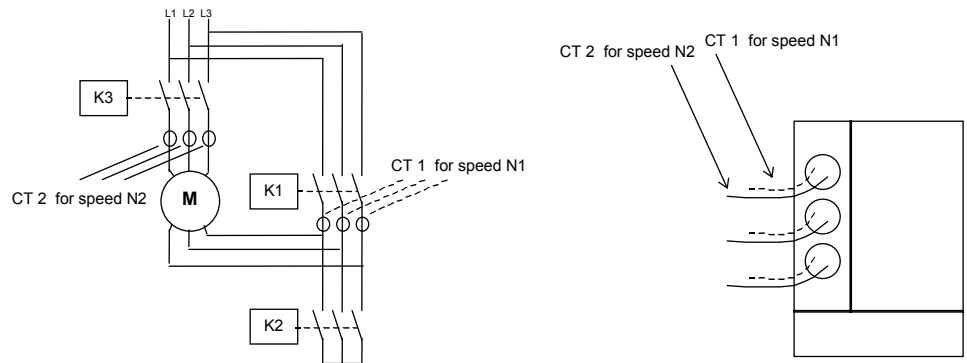 L1 L2 L3
K3
CT 2 for speed N2
M
K1
CT 1 for speed N1
K2
CT 2 for speed N2
CT 1 for speed N1